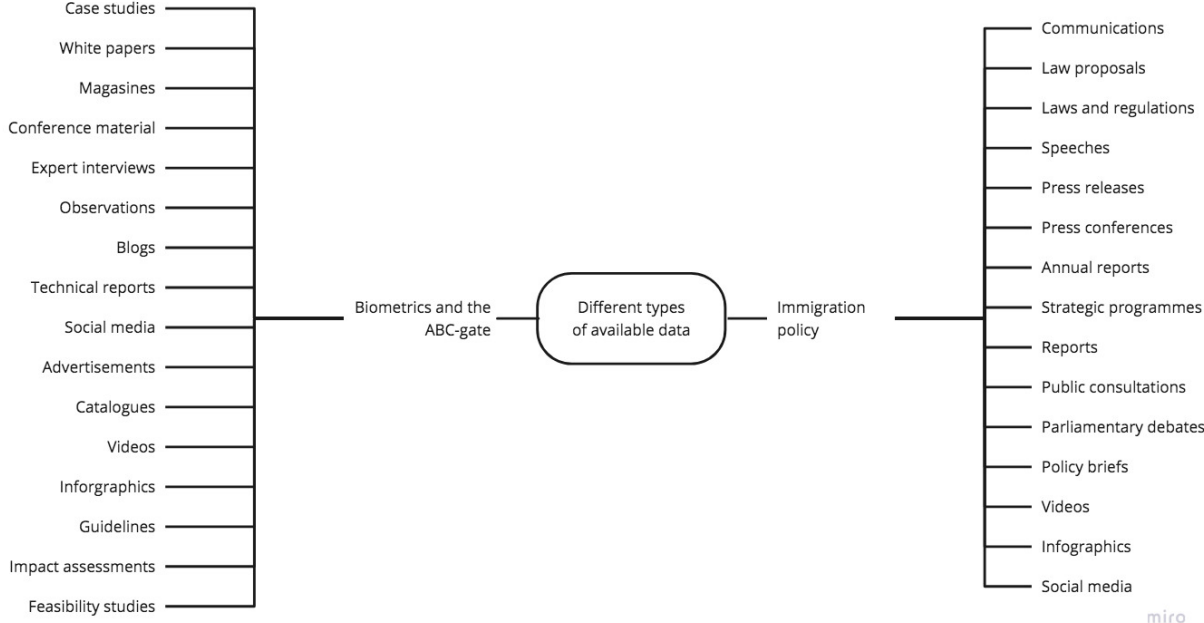 Case studies
White papers
Magasines
Conference material
Expert interviews
Observations
Blogs
Technical reports
Social media
Advertisements
Catalogues
Videos
Inforgraphics
Guidelines
Impact assessments
Feasibility studies
Biometrics and the
ABC-gate
Different types
of available data
Immigration
policy
Communications
Law proposals
Laws and regulations
Speeches
Press releases
Press conferences
Annual reports
Strategic programmes
Reports
Public consultations
Parliamentary debates
Policy briefs
Videos
Infographics
Social media
miro